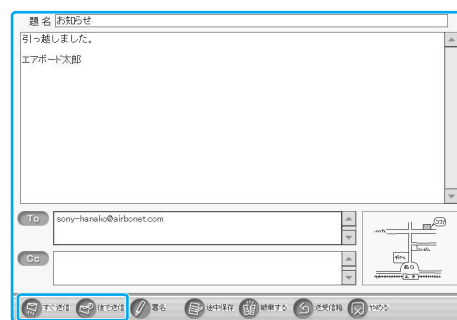 題名 お知らせ
引っ越しました。
エアボード太郎
To
sony-hanako@airbonet.com
Cc
すぐ送信 後で送信 署名 途中保存 破棄する 送受信箱 やめる